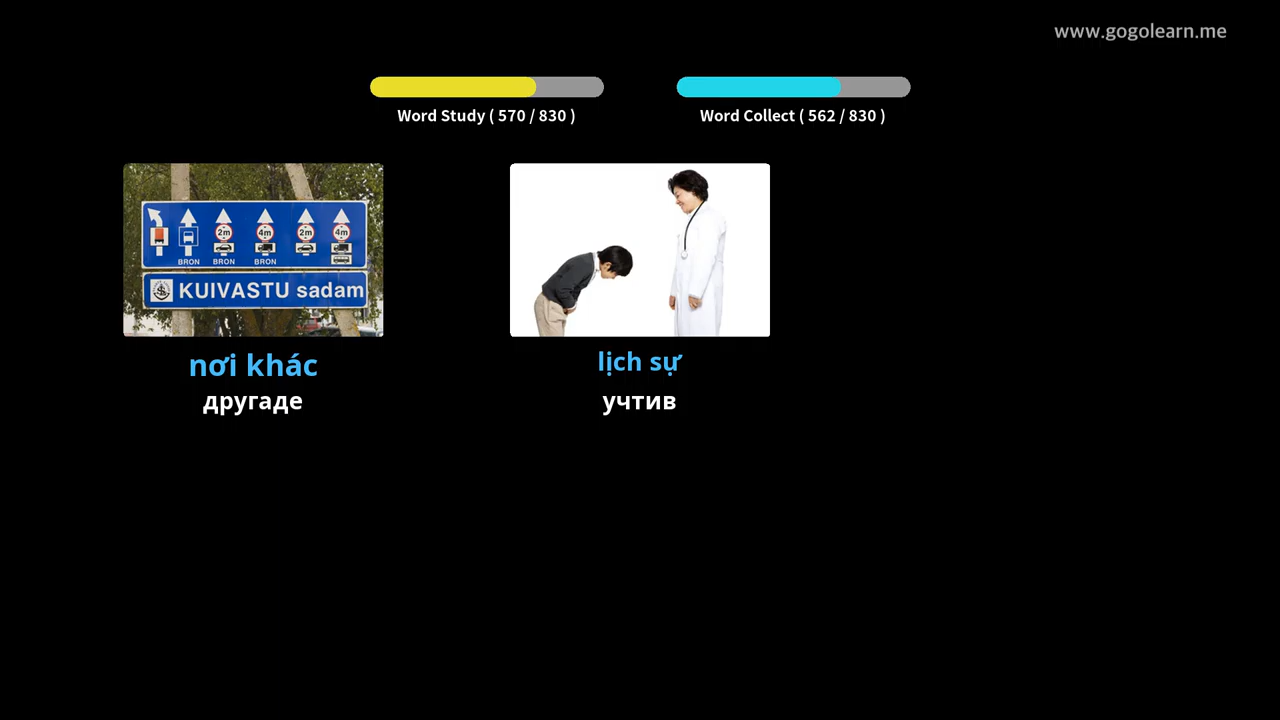 www.gogolearn.me
Word Study ( 570 / 830 )
Word Collect ( 562 / 830 )
2m
4m
2m
4m
BRON
BRON
BRON
KUIVASTU sadam
nơi khác
другаде
lịch sự
учтив